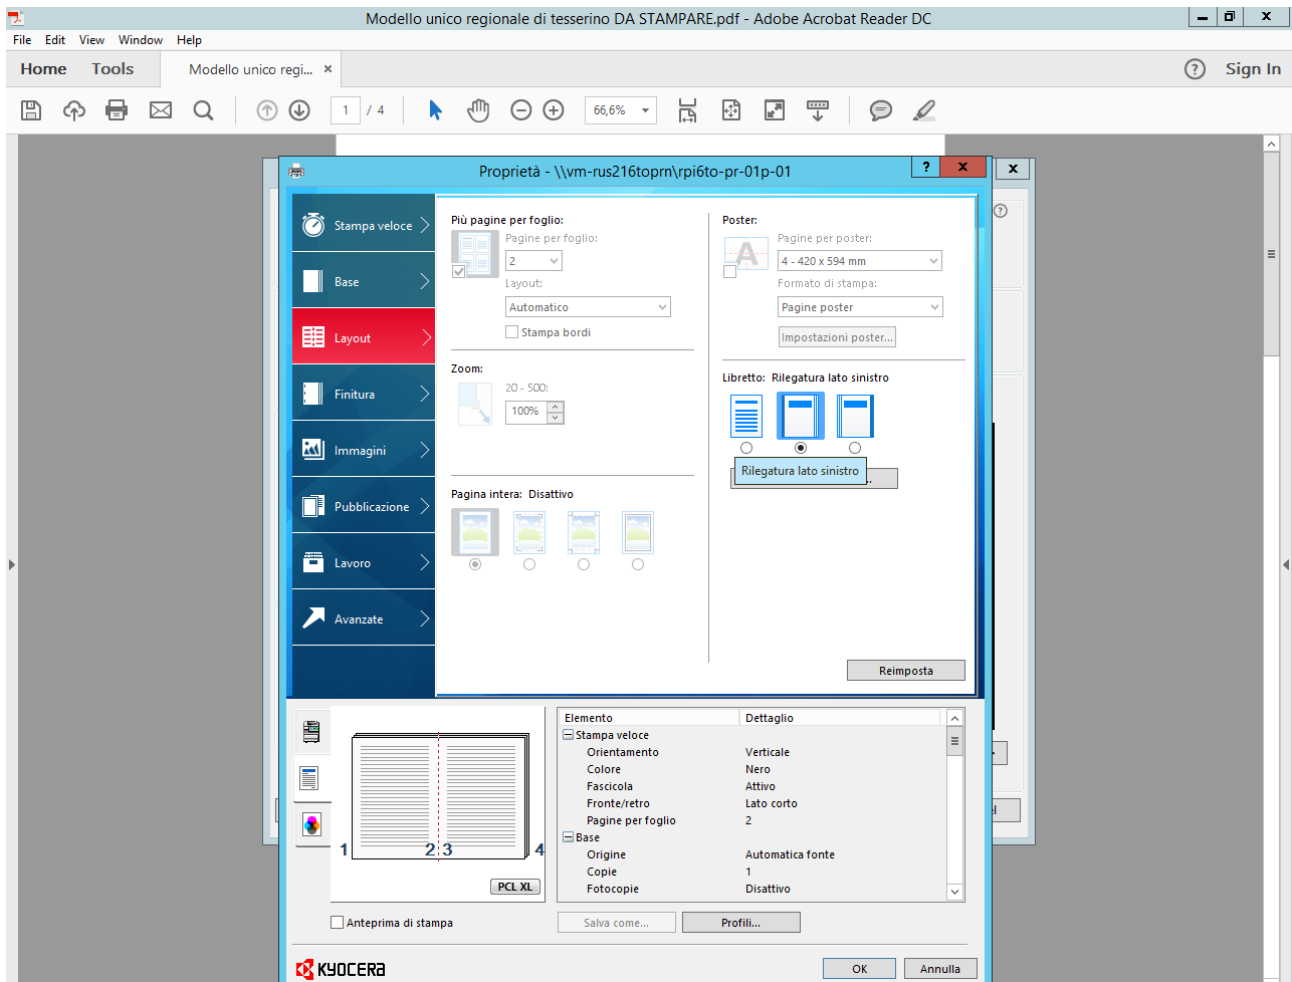 Modello unico regionale di tesserino DA STAMPARE.pdf - Adobe Acrobat Reader DC
File Edit View Window Help
Home Tools Modello unico regi... × ? Sign In
1 / 4 66,6%
Proprietà - \\vm-rus216toprn\rpi6to-pr-01p-01 ? x x
Stampa veloce
Base
Layout
Finitura
Immagini
Pubblicazione
Lavoro
Avanzate
Più pagine per foglio:
Pagine per foglio:
2
Layout:
Automatico
Stampa bordi
Zoom:
20 - 500:
100%
Pagina intera: Disattivo
Poster:
Pagine per poster:
4 - 420 x 594 mm
Formato di stampa:
Pagine poster
Impostazioni poster...
Libretto: Rilegatura lato sinistro
Rilegatura lato sinistro
Reimposta
1 2 3 4
PCL XL
Anteprima di stampa
Elemento Dettaglio
Stampa veloce
Orientamento Verticale
Colore Nero
Fascicola Attivo
Fronte/retro Lato corto
Pagine per foglio 2
Base
Origine Automatica fonte
Copie 1
Fotocopie Disattivo
Salva come... Profili...
KYOCERA
OK Annulla